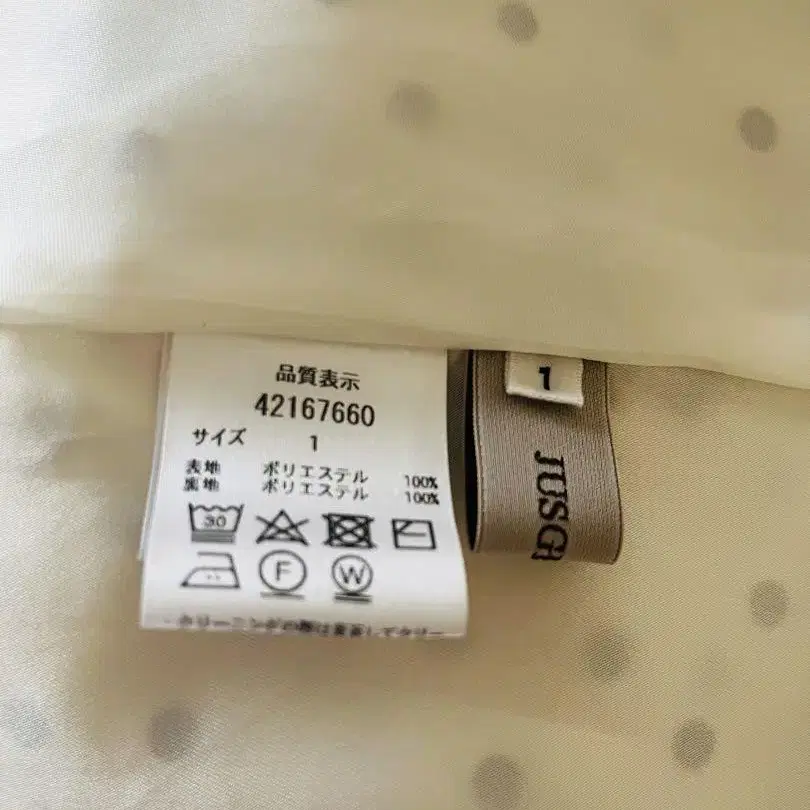 品質表示
42167660
サイズ 1
表地 ポリエステル 100%
裏地 ポリエステル 100%
30
F W
1